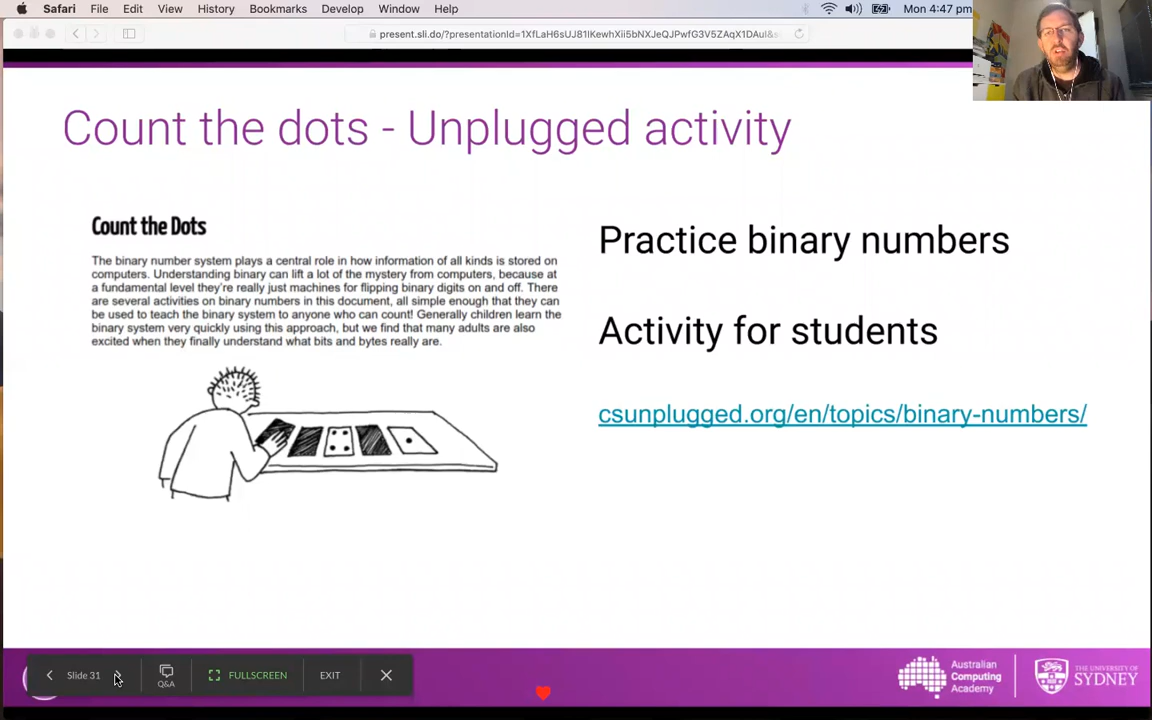 Safari File Edit View History Bookmarks Develop Window Help Mon 4:47 pm
present.sli.do/?presentationId=1XfLaH6sUJ81IKewhXii5bNXJeQJPwfG3V5ZAqX1DAuI&s
Count the dots - Unplugged activity
Count the Dots
The binary number system plays a central role in how information of all kinds is stored on
computers. Understanding binary can lift a lot of the mystery from computers, because at
a fundamental level they're really just machines for flipping binary digits on and off. There
are several activities on binary numbers in this document, all simple enough that they can
be used to teach the binary system to anyone who can count! Generally children learn the
binary system very quickly using this approach, but we find that many adults are also
excited when they finally understand what bits and bytes really are.
Practice binary numbers
Activity for students
csunplugged.org/en/topics/binary-numbers/
Slide 31
Q&A
FULLSCREEN
EXIT
Australian
Computing
Academy
THE UNIVERSITY OF
SYDNEY